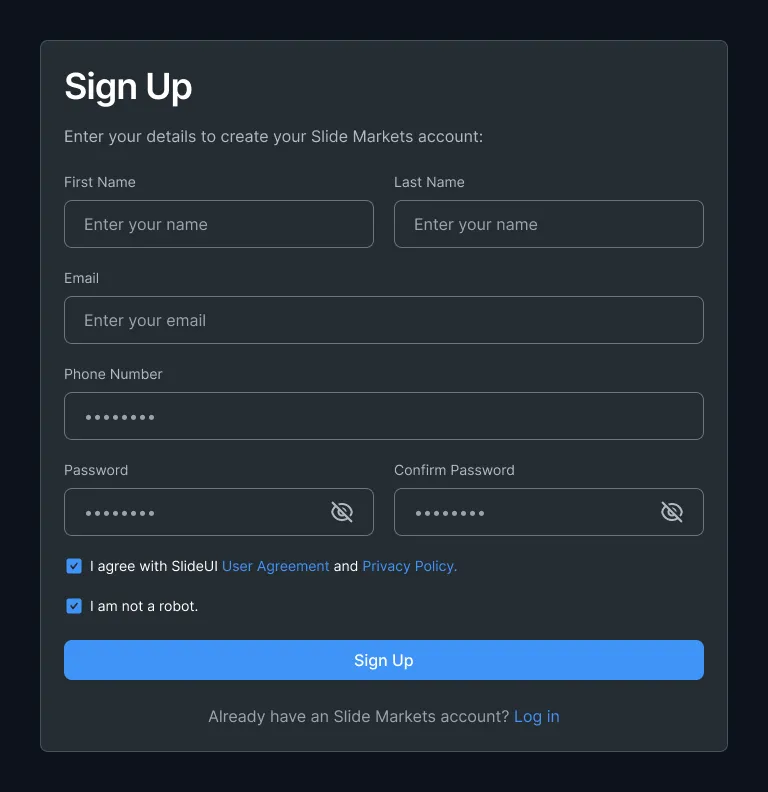 Sign Up
Enter your details to create your Slide Markets account:
First Name
Last Name
Enter your name
Enter your name
Email
Enter your email
Phone Number
••••••••
Password
Confirm Password
••••••••
••••••••
I agree with SlideUI User Agreement and Privacy Policy.
I am not a robot.
Sign Up
Already have an Slide Markets account? Log in